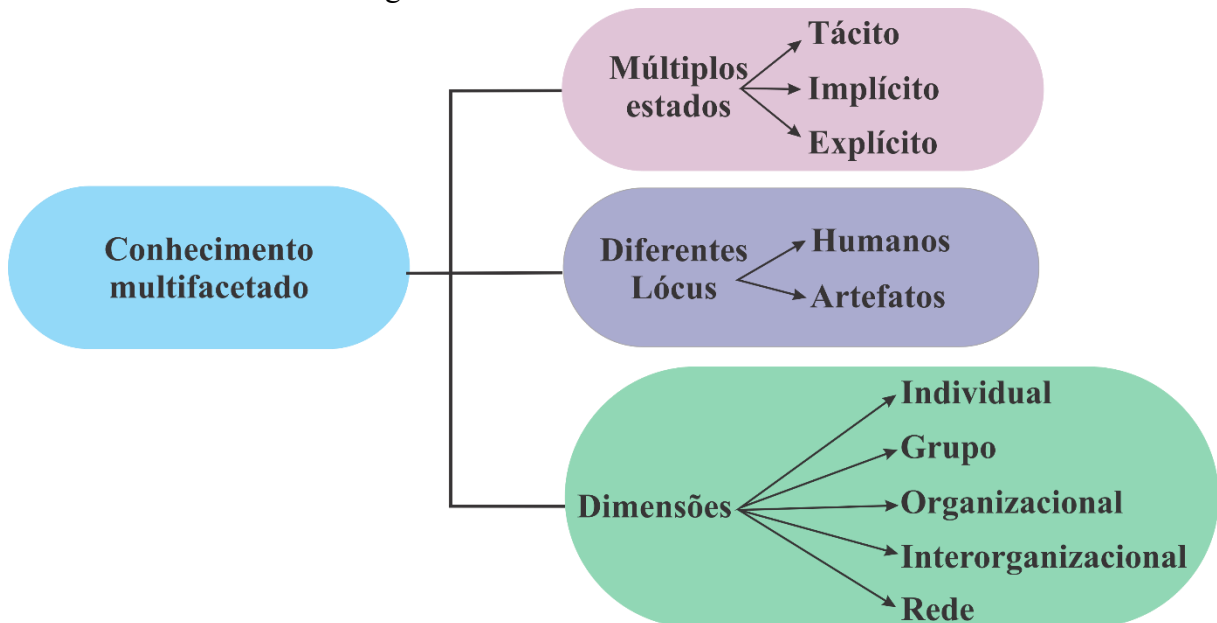 Conhecimento
multifacetado
Múltiplos
estados
Tácito
Implícito
Explícito
Diferentes
Lócus
Humanos
Artefatos
Dimensões
Individual
Grupo
Organizacional
Interorganizacional
Rede